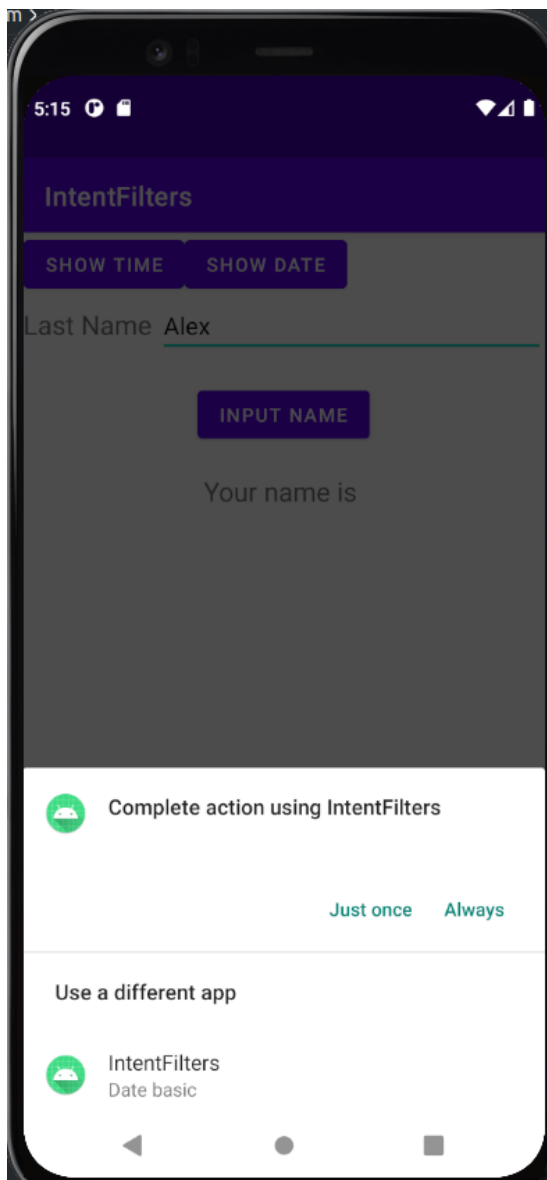 m >
5:15
IntentFilters
SHOW TIME SHOW DATE
Last Name Alex
INPUT NAME
Your name is
Complete action using IntentFilters
Just once Always
Use a different app
IntentFilters
Date basic